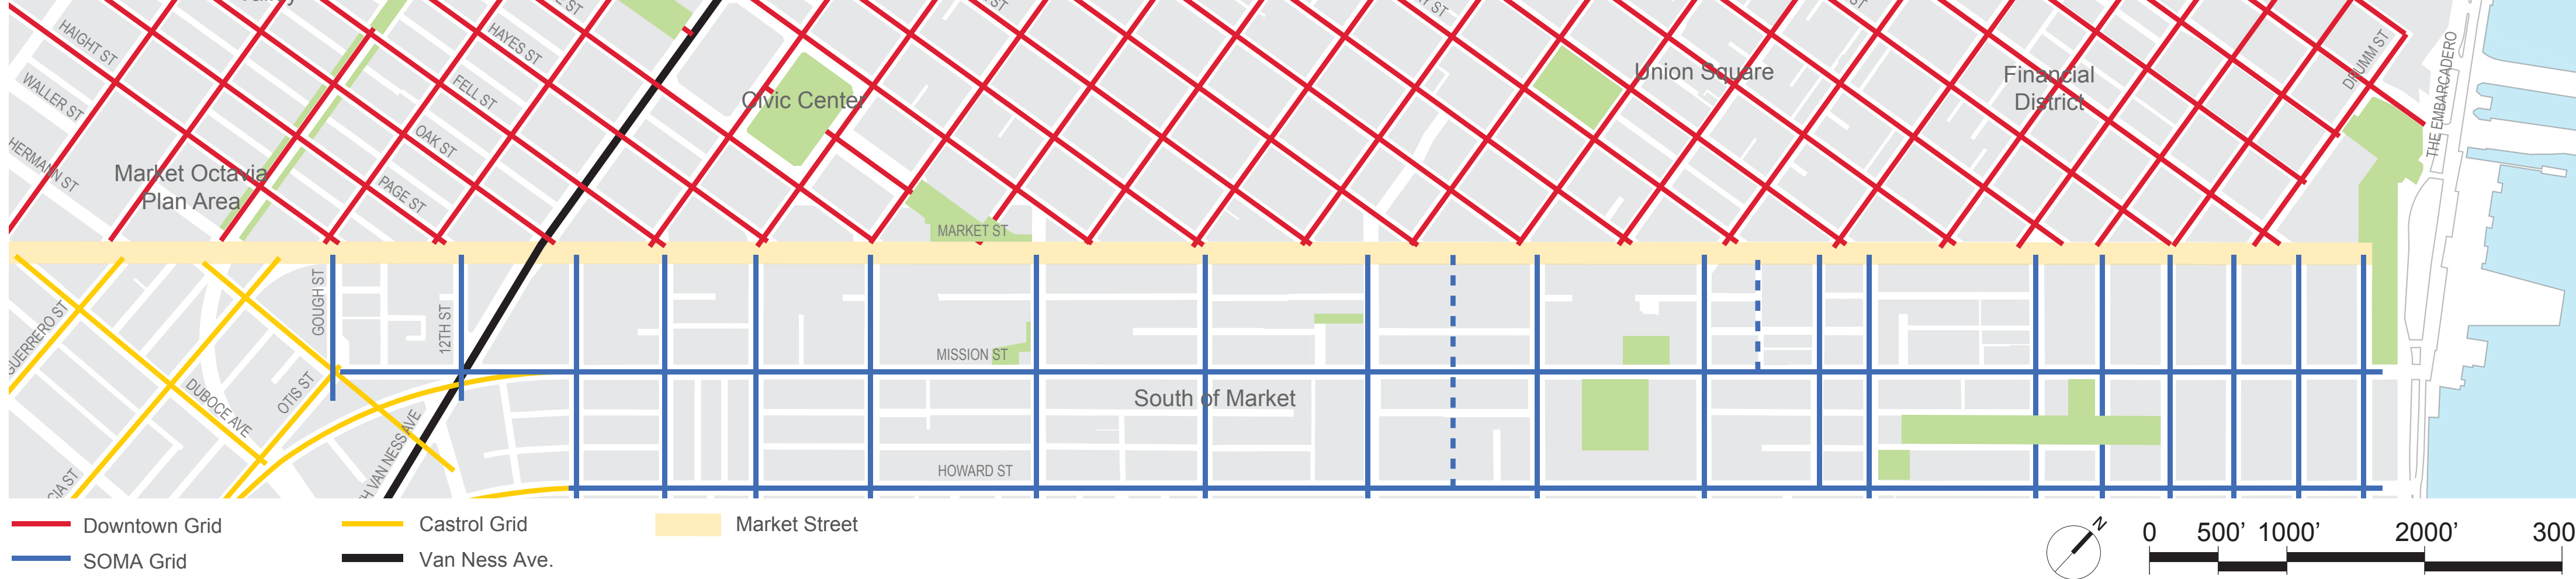 HAIGHT ST
HAYES ST
Union Square
Financial
District
DRUMM ST
THE EMBARCADERO
WALLER ST
FELL ST
Civic Center
OAK ST
HERMANN ST
Market Octavia
Plan Area
PAGE ST
MARKET ST
GUERRERO ST
GOUGH ST
12TH ST
MISSION ST
DUBOCE AVE
OTIS ST
South of Market
VAN NESS AVE
HOWARD ST
Downtown Grid
Castrol Grid
Market Street
SOMA Grid
Van Ness Ave.
N
0 500’ 1000’ 2000’ 300